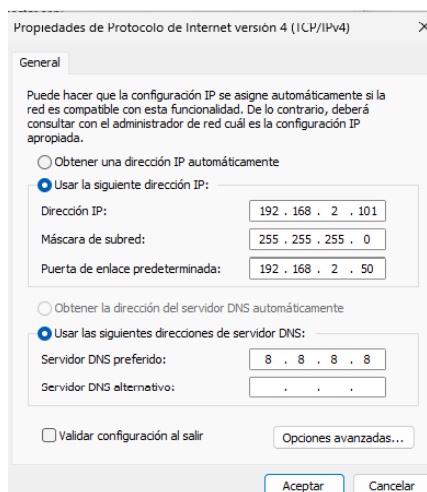 Propiedades de Protocolo de Internet versión 4 (TCP/IPv4)
General
Puede hacer que la configuración IP se asigne automáticamente si la
red es compatible con esta funcionalidad. De lo contrario, deberá
consultar con el administrador de red cuál es la configuración IP
apropiada.
Obtener una dirección IP automáticamente
Usar la siguiente dirección IP:
Dirección IP: 192 . 168 . 2 . 101
Máscara de subred: 255 . 255 . 255 . 0
Puerta de enlace predeterminada: 192 . 168 . 2 . 50
Obtener la dirección del servidor DNS automáticamente
Usar las siguientes direcciones de servidor DNS:
Servidor DNS preferido: 8 . 8 . 8 . 8
Servidor DNS alternativo: . . .
Validar configuración al salir Opciones avanzadas...
Aceptar Cancelar